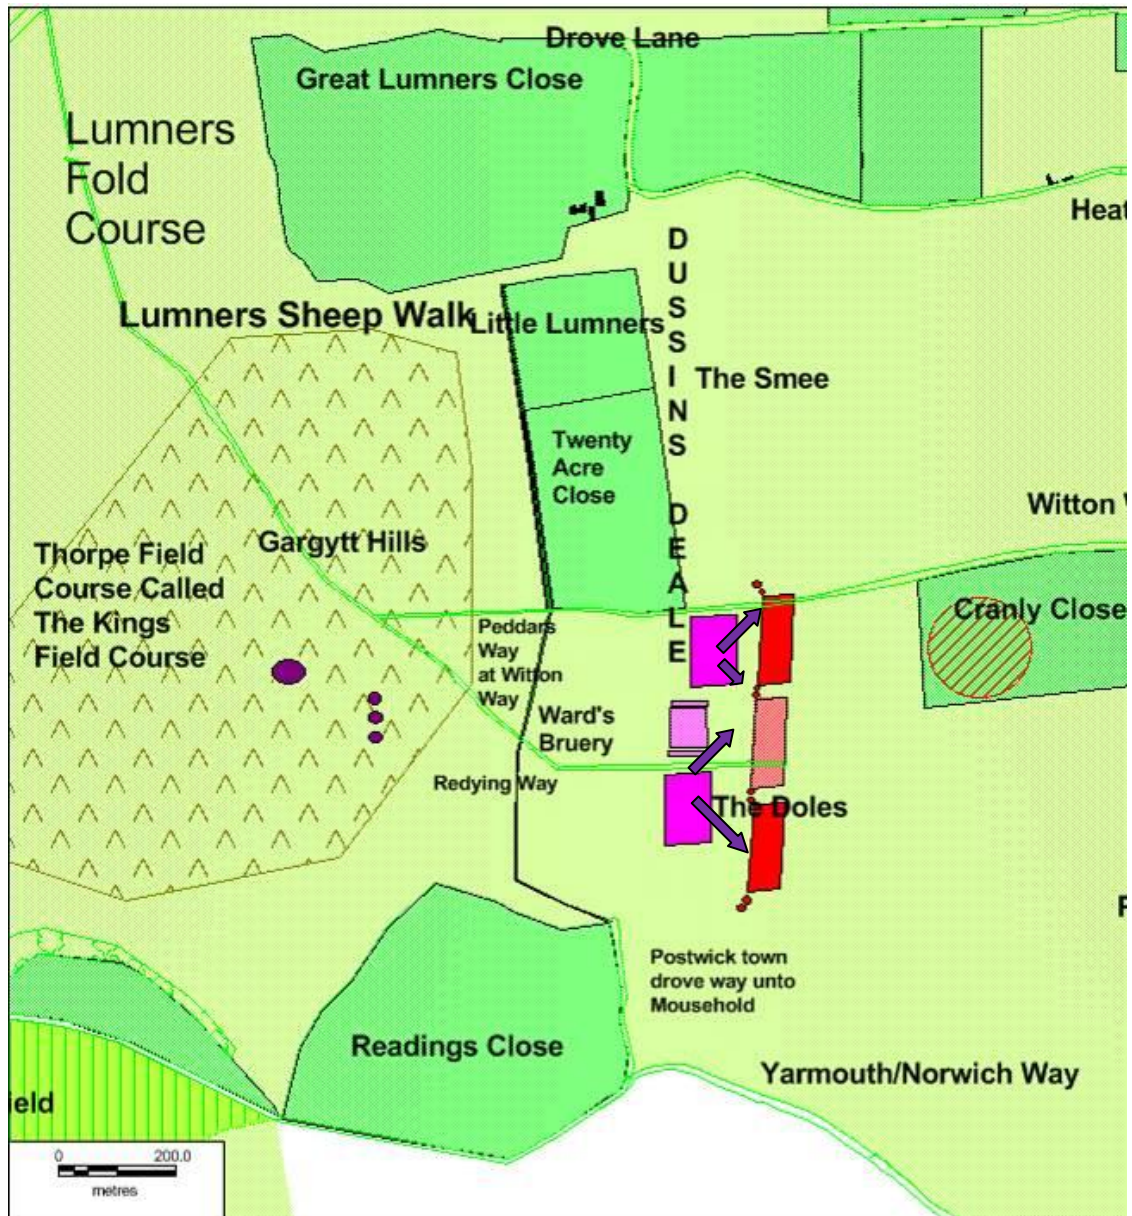 Drove Lane
Great Lumners Close
Lumners
Fold
Course
Heat
DUSSINS DEALE
Lumners Sheep Walk
Little Lumners
The Smee
Twenty
Acre
Close
Witton
Gargytt Hills
Thorpe Field
Course Called
The Kings
Field Course
Cranly Close
Peddars
Way
at Witton
Way
Ward's
Bruery
Redying Way
The Doles
Postwick town
drove way unto
Mousehold
Readings Close
Yarmouth/Norwich Way
ield
0 200.0
metres